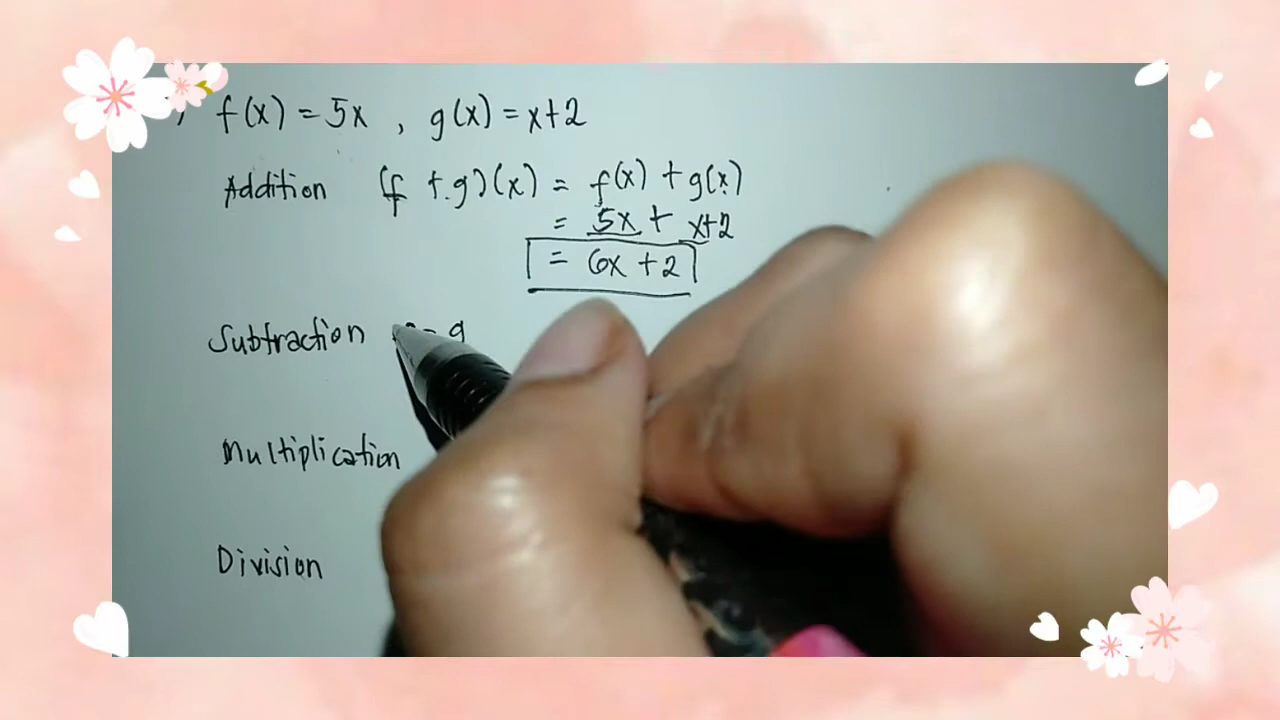 f(x) = 5x , g(x) = x+2
Addition (f + g)(x) = f(x) + g(x)
= 5x + x+2
= 6x + 2
Subtraction - g
Multiplication
Division